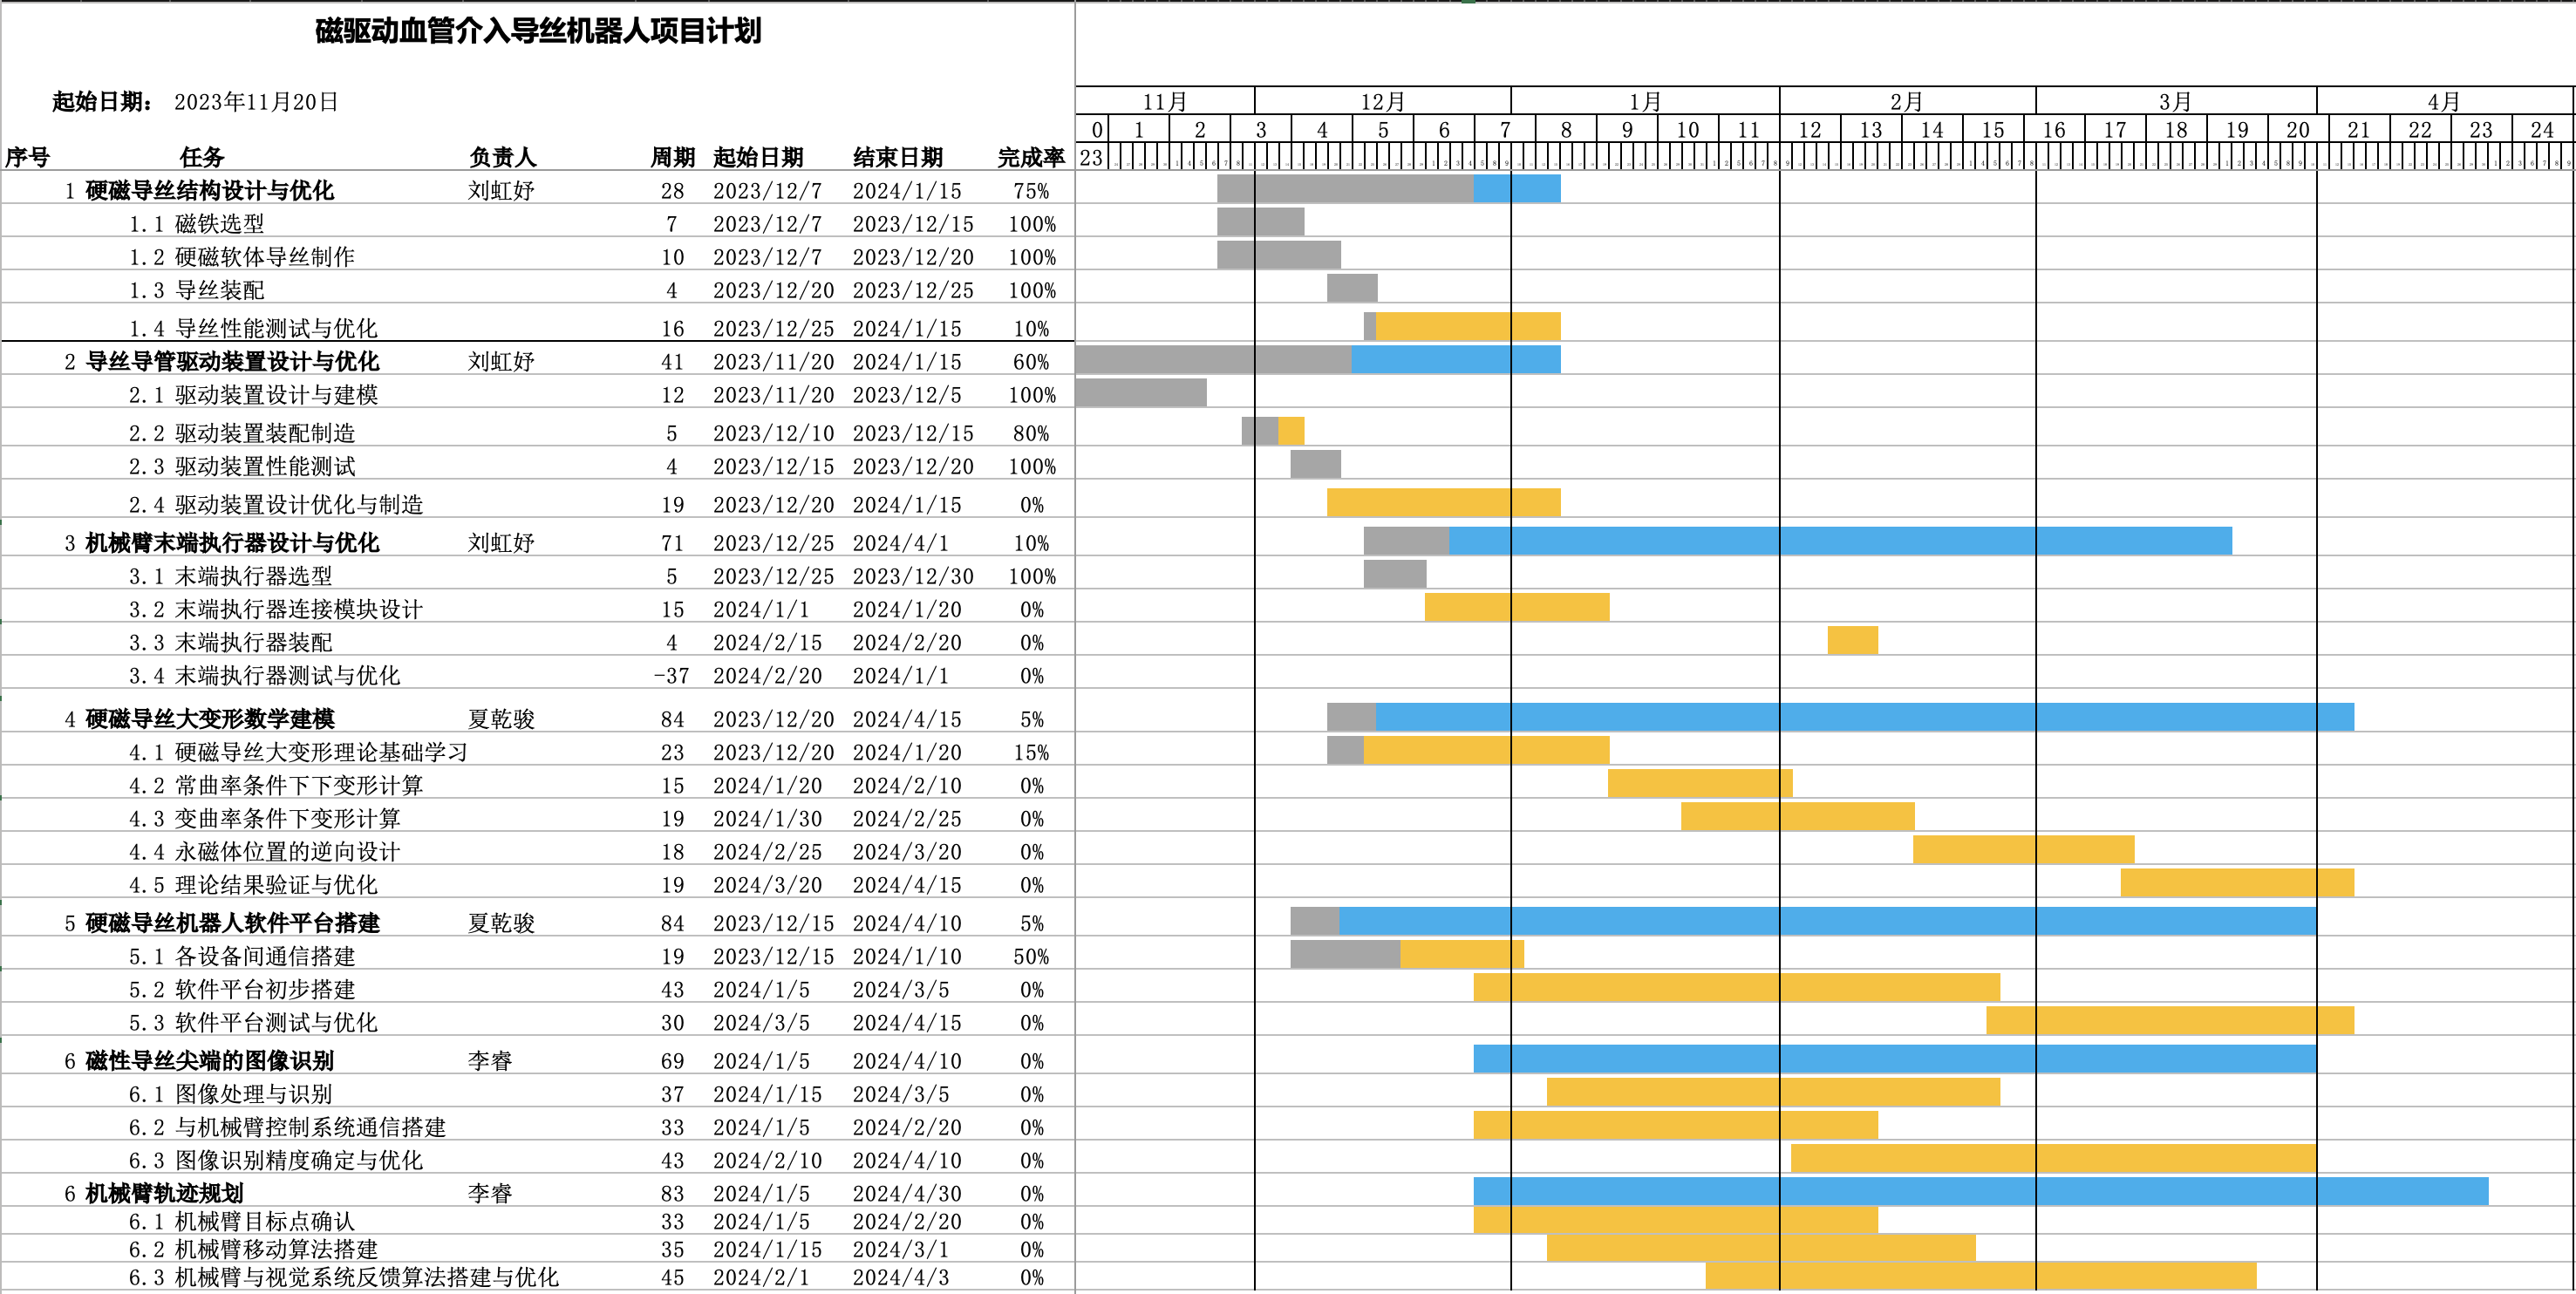 磁驱动血管介入导丝机器人项目计划
起始日期： 2023年11月20日
11月 12月 1月 2月 3月 4月
0 1 2 3 4 5 6 7 8 9 10 11 12 13 14 15 16 17 18 19 20 21 22 23 24
序号 任务 负责人 周期 起始日期 结束日期 完成率 23
1 硬磁导丝结构设计与优化 刘虹妤 28 2023/12/7 2024/1/15 75%
1.1 磁铁选型 7 2023/12/7 2023/12/15 100%
1.2 硬磁软体导丝制作 10 2023/12/7 2023/12/20 100%
1.3 导丝装配 4 2023/12/20 2023/12/25 100%
1.4 导丝性能测试与优化 16 2023/12/25 2024/1/15 10%
2 导丝导管驱动装置设计与优化 刘虹妤 41 2023/11/20 2024/1/15 60%
2.1 驱动装置设计与建模 12 2023/11/20 2023/12/5 100%
2.2 驱动装置装配制造 5 2023/12/10 2023/12/15 80%
2.3 驱动装置性能测试 4 2023/12/15 2023/12/20 100%
2.4 驱动装置设计优化与制造 19 2023/12/20 2024/1/15 0%
3 机械臂末端执行器设计与优化 刘虹妤 71 2023/12/25 2024/4/1 10%
3.1 末端执行器选型 5 2023/12/25 2023/12/30 100%
3.2 末端执行器连接模块设计 15 2024/1/1 2024/1/20 0%
3.3 末端执行器装配 4 2024/2/15 2024/2/20 0%
3.4 末端执行器测试与优化 -37 2024/2/20 2024/1/1 0%
4 硬磁导丝大变形数学建模 夏乾骏 84 2023/12/20 2024/4/15 5%
4.1 硬磁导丝大变形理论基础学习 23 2023/12/20 2024/1/20 15%
4.2 常曲率条件下下变形计算 15 2024/1/20 2024/2/10 0%
4.3 变曲率条件下变形计算 19 2024/1/30 2024/2/25 0%
4.4 永磁体位置的逆向设计 18 2024/2/25 2024/3/20 0%
4.5 理论结果验证与优化 19 2024/3/20 2024/4/15 0%
5 硬磁导丝机器人软件平台搭建 夏乾骏 84 2023/12/15 2024/4/10 5%
5.1 各设备间通信搭建 19 2023/12/15 2024/1/10 50%
5.2 软件平台初步搭建 43 2024/1/5 2024/3/5 0%
5.3 软件平台测试与优化 30 2024/3/5 2024/4/15 0%
6 磁性导丝尖端的图像识别 李睿 69 2024/1/5 2024/4/10 0%
6.1 图像处理与识别 37 2024/1/15 2024/3/5 0%
6.2 与机械臂控制系统通信搭建 33 2024/1/5 2024/2/20 0%
6.3 图像识别精度确定与优化 43 2024/2/10 2024/4/10 0%
6 机械臂轨迹规划 李睿 83 2024/1/5 2024/4/30 0%
6.1 机械臂目标点确认 33 2024/1/5 2024/2/20 0%
6.2 机械臂移动算法搭建 35 2024/1/15 2024/3/1 0%
6.3 机械臂与视觉系统反馈算法搭建与优化 45 2024/2/1 2024/4/3 0%